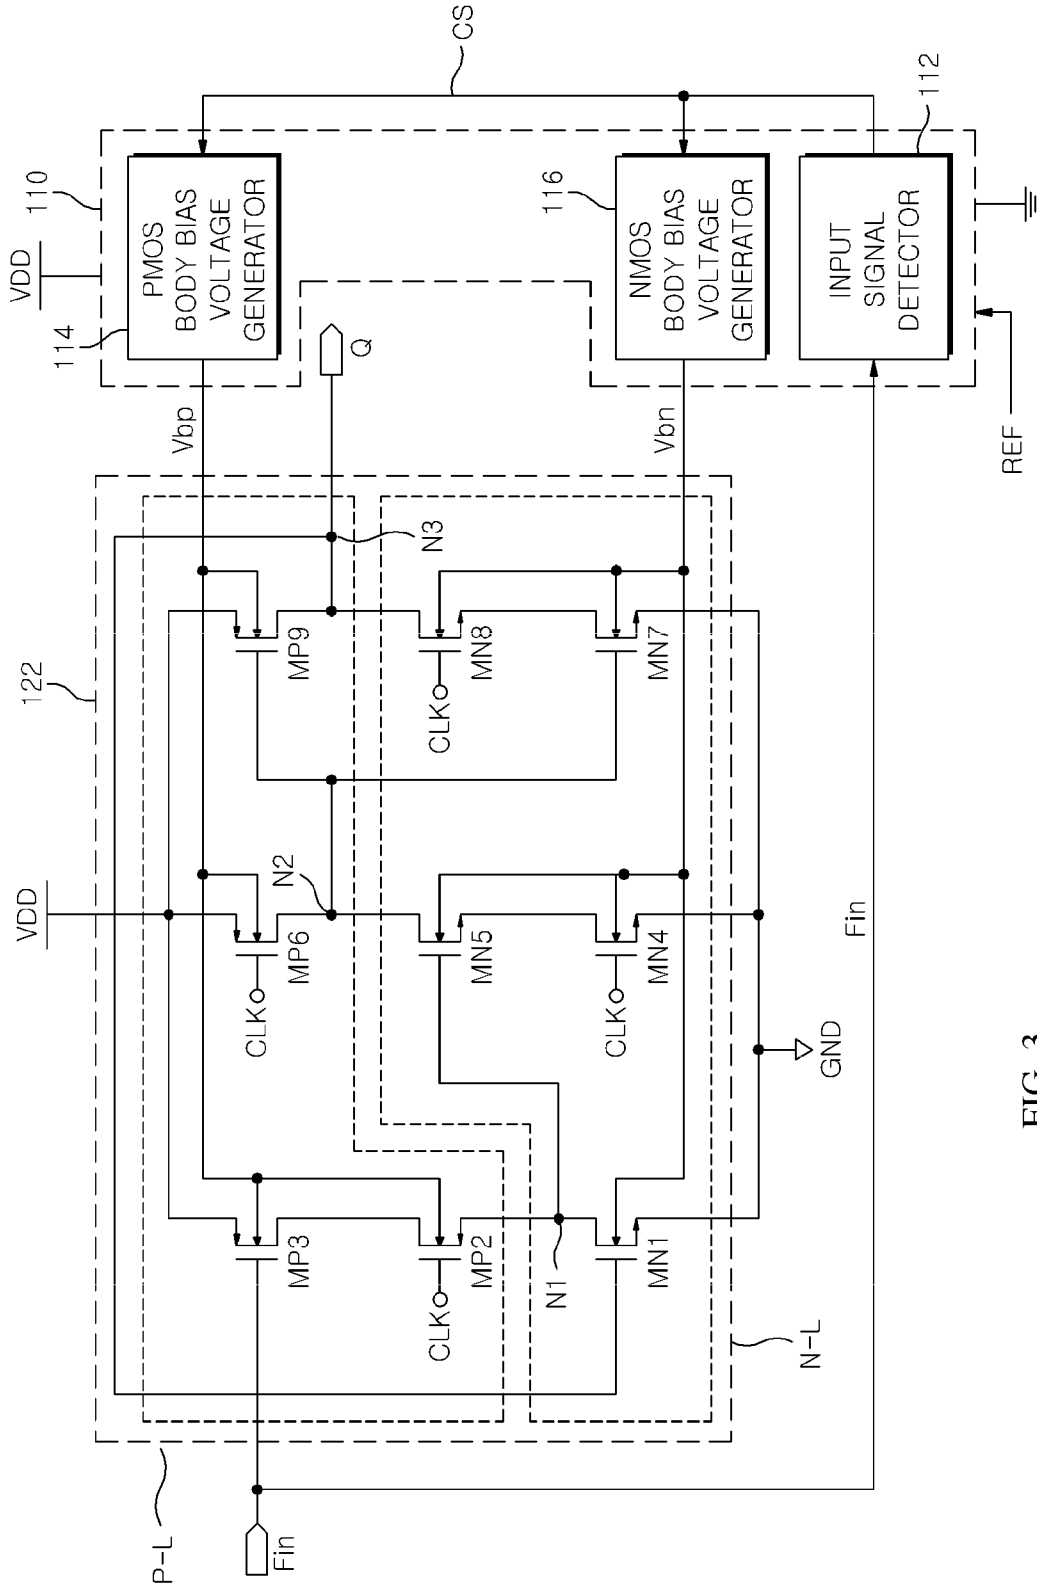 VDD
110
114
PMOS
BODY BIAS
VOLTAGE
GENERATOR
CS
116
NMOS
BODY BIAS
VOLTAGE
GENERATOR
112
INPUT
SIGNAL
DETECTOR
REF
Vbp
Vbn
Q
N3
122
VDD
P-L
N-L
MP3
MP6
MP9
N2
CLK
CLK
MP2
CLK
MN5
MN8
N1
MN1
CLK
MN4
MN7
GND
Fin
Fin
FIG. 3